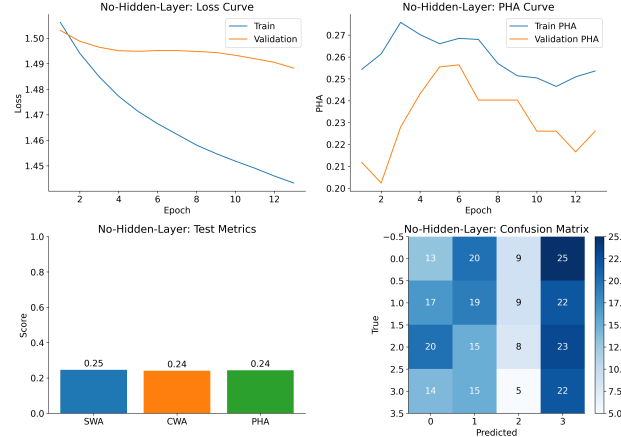 No-Hidden-Layer: Loss Curve
Train
Validation
1.50
1.49
1.48
1.47
1.46
1.45
Loss
2 4 6 8 10 12
Epoch
No-Hidden-Layer: PHA Curve
Train PHA
Validation PHA
0.27
0.26
0.25
0.24
0.23
0.22
0.21
0.20
PHA
2 4 6 8 10 12
Epoch
No-Hidden-Layer: Test Metrics
1.0
0.8
0.6
0.4
0.2
0.0
Score
0.25 0.24 0.24
SWA CWA PHA
No-Hidden-Layer: Confusion Matrix
−0.5
0.0
0.5
1.0
1.5
2.0
2.5
3.0
3.5
True
13 20 9 25
17 19 9 22
20 15 8 23
14 15 5 22
0 1 2 3
Predicted
25.
22.
20.
17.
15.
12.
10.
7.5
5.0